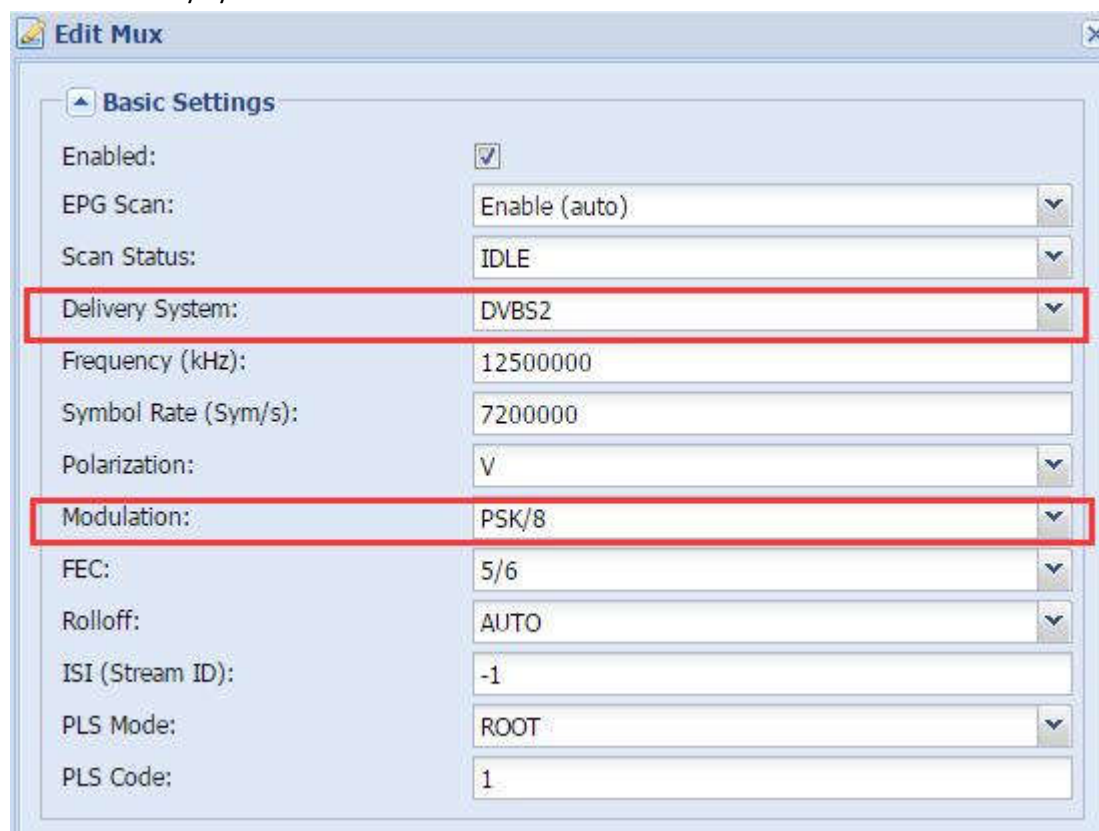 Edit Mux
Basic Settings
Enabled:
EPG Scan: Enable (auto)
Scan Status: IDLE
Delivery System: DVBS2
Frequency (kHz): 12500000
Symbol Rate (Sym/s): 7200000
Polarization: V
Modulation: PSK/8
FEC: 5/6
Rolloff: AUTO
ISI (Stream ID): -1
PLS Mode: ROOT
PLS Code: 1